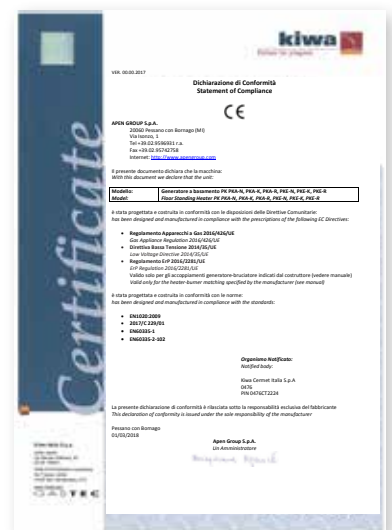 kiwa
Partner for progress
Certificate
VER. 00.00.2017
Dichiarazione di Conformità
Statement of Compliance
CE
APEN GROUP S.p.A.
20060 Pessano con Bornago (MI)
Via Isonzo, 1
Tel +39.02.9596931 r.a.
Fax +39.02.95742758
Internet: http://www.apengroup.com
Il presente documento dichiara che la macchina:
With this document we declare that the unit:
Modello: Generatore a basamento PK PKA-N, PKA-K, PKA-R, PKE-N, PKE-K, PKE-R
Model: Floor Standing Heater PK PKA-N, PKA-K, PKA-R, PKE-N, PKE-K, PKE-R
è stata progettata e costruita in conformità con le disposizioni delle Direttive Comunitarie:
has been designed and manufactured in compliance with the prescriptions of the following EC Directives:
• Regolamento Apparecchi a Gas 2016/426/UE
Gas Appliance Regulation 2016/426/UE
• Direttiva Bassa Tensione 2014/35/UE
Low Voltage Directive 2014/35/UE
• Regolamento ErP 2016/2281/UE
ErP Regulation 2016/2281/UE
Valido solo per gli accoppiamenti generatore-bruciatore indicati dal costruttore (vedere manuale)
Valid only for the heater-burner matching specified by the manufacturer (see manual)
è stata progettata e costruita in conformità con le norme:
has been designed and manufactured in compliance with the standards:
• EN1020:2009
• 2017/C 229/01
• EN60335-1
• EN60335-2-102
Organismo Notificato:
Notified body:
Kiwa Cermet Italia S.p.A
0476
PIN 0476CT2224
La presente dichiarazione di conformità è rilasciata sotto la responsabilità esclusiva del fabbricante
This declaration of conformity is issued under the sole responsibility of the manufacturer
Pessano con Bornago
01/03/2018
Apen Group S.p.A.
Un Amministratore
GASTEC